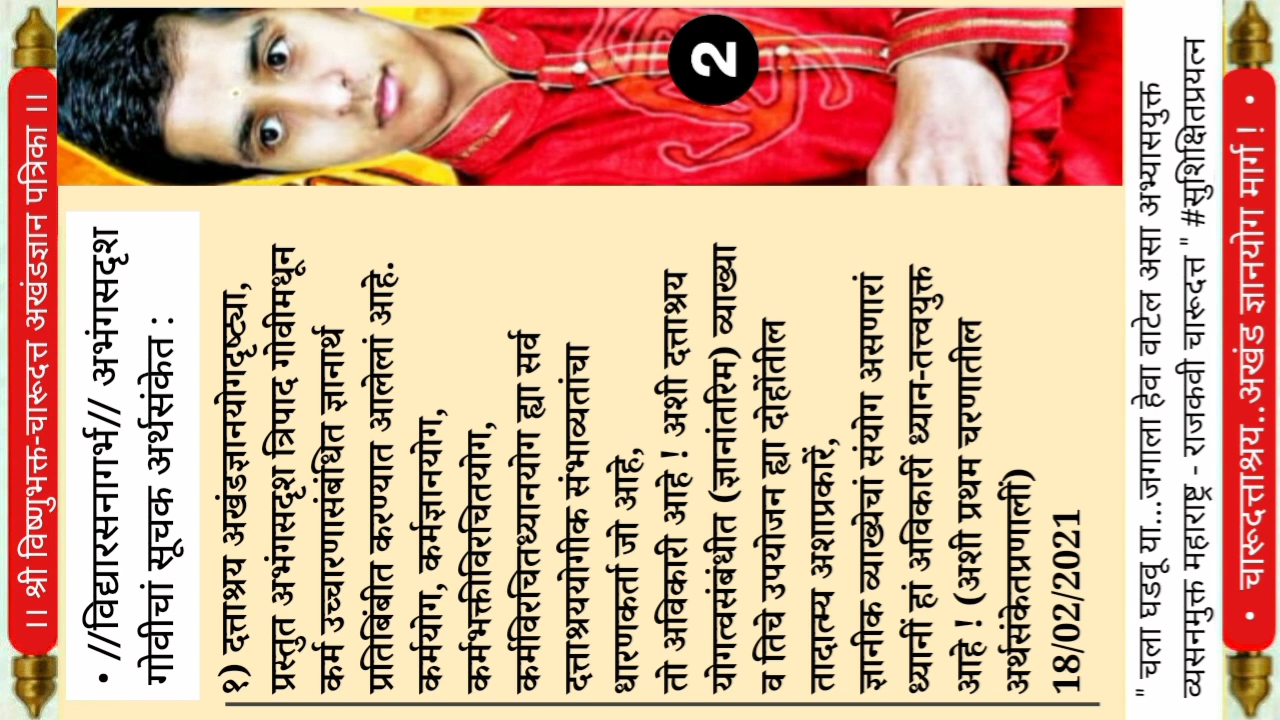 ।। श्री विष्णुभक्त-चारूदत्त अखंडज्ञान पत्रिका ।।
• //विद्यारसनागर्भ// अभंगसदृश
गोवीचां सुचक अर्थसंकेत :
2
१) दत्ताश्रय अखंडज्ञानयोगदृष्ट्या,
प्रस्तुत अभंगसदृश त्रिपाद गोवीमधून
कर्म उच्चारणासंबंधित ज्ञानार्थ
प्रतिबिंबीत करण्यात आलेलां आहे.
कर्मयोग, कर्मज्ञानयोग,
कर्मभक्तीविरचितयोग,
कर्मविरचितध्यानयोग ह्या सर्व
दत्ताश्रययोगीक संभाव्यतांचा
धारणकर्ता जो आहे,
तो अविकारी आहे ! अशी दत्ताश्रय
योगत्वसंबंधीत (ज्ञानांतरिम) व्याख्या
व तिचे उपयोजन ह्या दोहोंतील
तादात्म्य अशाप्रकारें,
ज्ञानीक व्याख्येचां संयोग असणारां
ध्यानीं हां अविकारीं ध्यान-तत्त्वयुक्त
आहे ! (अशी प्रथम चरणातील
अर्थसंकेतप्रणालीं)
18/02/2021
" चला घडवू या...जगाला हेवा वाटेल असा अभ्यासयुक्त
व्यसनमुक्त महाराष्ट्र - राजकवी चारूदत्त " #सुशिक्षितप्रयत्न
• चारूदत्ताश्रय..अखंड ज्ञानयोग मार्ग ! •